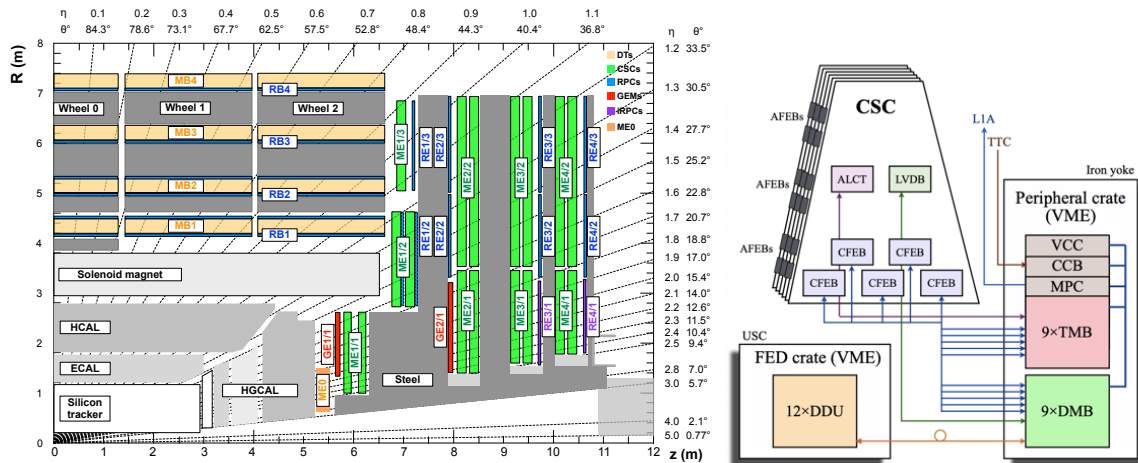 η 0.1 0.2 0.3 0.4 0.5 0.6 0.7 0.8 0.9 1.0 1.1
θ° 84.3° 78.6° 73.1° 67.7° 62.5° 57.5° 52.8° 48.4° 44.3° 40.4° 36.8°
η θ°
R (m)
8
7
6
5
4
3
2
1
0
0 1 2 3 4 5 6 7 8 9 10 11 12
z (m)
1.2 33.5°
1.3 30.5°
1.4 27.7°
1.5 25.2°
1.6 22.8°
1.7 20.7°
1.8 18.8°
1.9 17.0°
2.0 15.4°
2.1 14.0°
2.2 12.6°
2.3 11.5°
2.4 10.4°
2.5 9.4°
2.8 7.0°
3.0 5.7°
4.0 2.1°
5.0 0.77°
DTs
CSCs
RPCs
GEMs
iRPCs
ME0
MB4
RB4
Wheel 0
Wheel 1
Wheel 2
MB3
RB3
MB2
RB2
MB1
RB1
Solenoid magnet
HCAL
ECAL
HGCAL
Silicon
tracker
Steel
ME0
GE1/1
ME1/1
ME1/2
ME1/3
RE1/3
RE2/3
RE1/2
RE2/2
GE2/1
ME2/2
ME2/1
ME3/2
ME3/1
RE3/3
RE3/2
RE3/1
ME4/2
ME4/1
RE4/3
RE4/2
RE4/1
CSC
AFEBs
AFEBs
AFEBs
ALCT
LVDB
CFEB
CFEB
CFEB
CFEB
CFEB
L1A
TTC
Iron yoke
Peripheral crate
(VME)
VCC
CCB
MPC
9×TMB
9×DMB
USC
FED crate (VME)
12×DDU